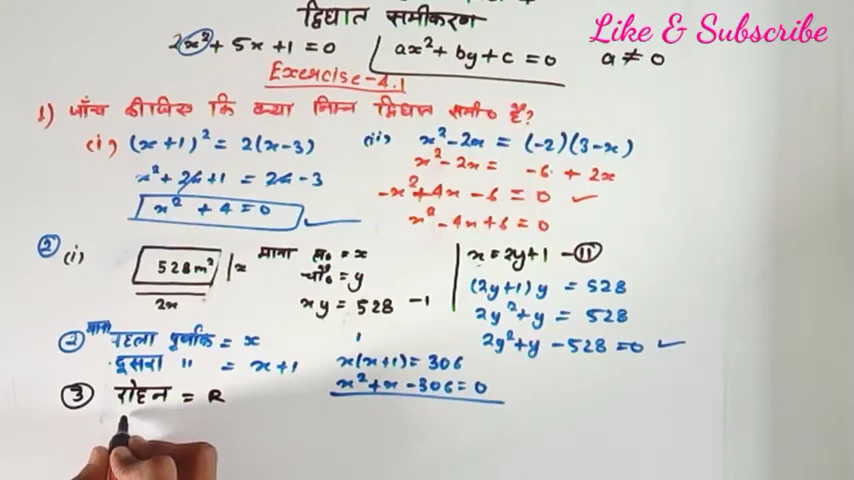 द्विघात समीकरण
Like & Subscribe
2x² + 5x + 1 = 0
ax² + by + c = 0
a ≠ 0
Exercise-4.1
1) जाँच कीजिए कि क्या निम्न द्विघात समी० हैं?
(i) (x+1)² = 2(x-3)
x² + 2x + 1 = 2x - 3
x² + 4 = 0
(ii) x² - 2x = (-2)(3-x)
x² - 2x = -6 + 2x
-x² + 4x - 6 = 0
x² - 4x + 6 = 0
2 (i)
528m²
x
2x
माना ल० = x
चौ० = y
xy = 528 -1
x = 2y+1 - 11
(2y+1) y = 528
2y² + y = 528
2y² + y - 528 = 0
2 माना पहला पूर्णांक = x
दूसरा " = x+1
x(x+1) = 306
x² + x - 306 = 0
3 रोहन = R